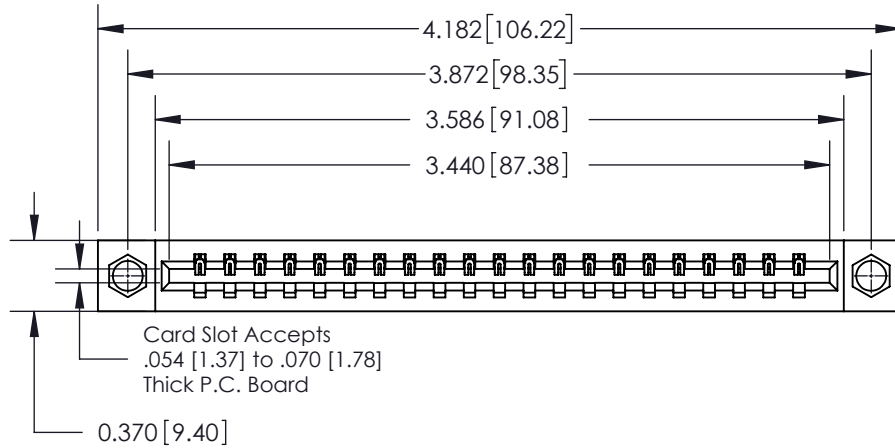 4.182[106.22]
3.872[98.35]
3.586[91.08]
3.440[87.38]
Card Slot Accepts
.054 [1.37] to .070 [1.78]
Thick P.C. Board
0.370[9.40]